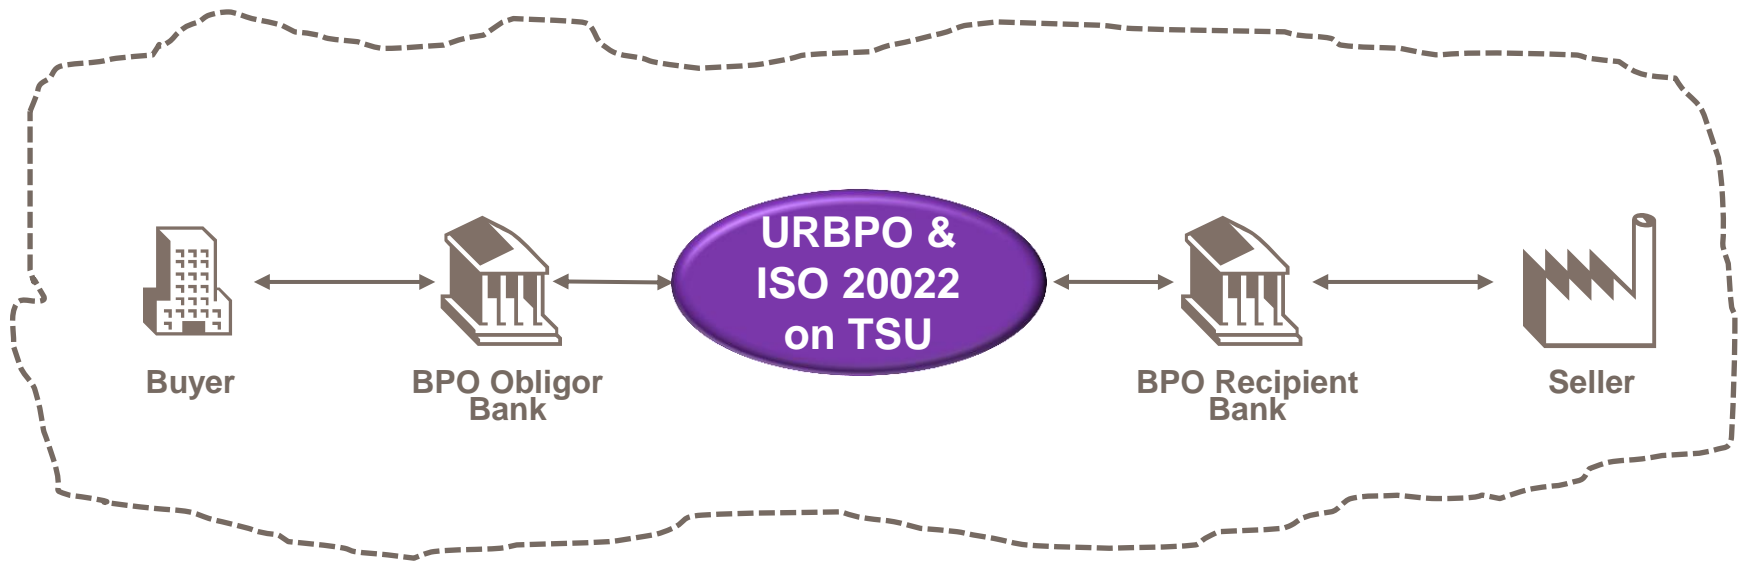 URBPO &
ISO 20022
on TSU
Buyer
BPO Obligor
Bank
BPO Recipient
Bank
Seller